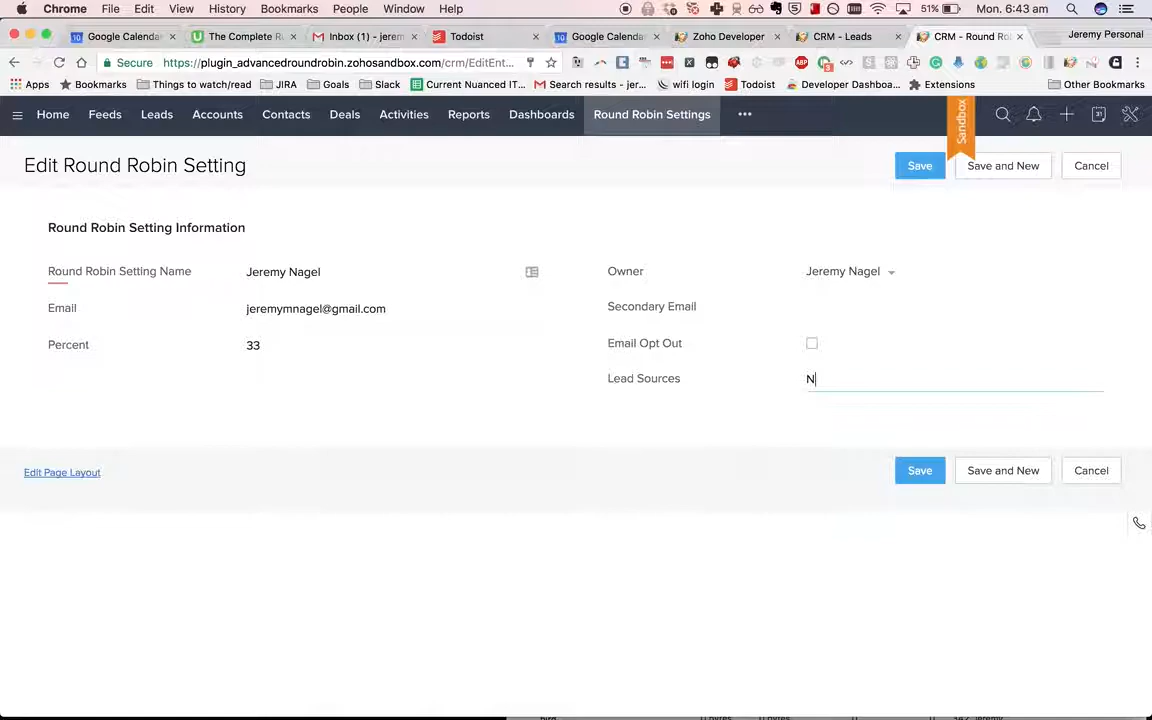 Chrome File Edit View History Bookmarks People Window Help 51% Mon. 6:43 am
Google Calenda The Complete R Inbox (1) - jerem Todoist Google Calenda Zoho Developer CRM - Leads CRM - Round Ro Jeremy Personal
Secure https://plugin_advancedroundrobin.zohosandbox.com/crm/EditEnt...
Apps Bookmarks Things to watch/read JIRA Goals Slack Current Nuanced IT... Search results - jer... wifi login Todoist Developer Dashboa... Extensions Other Bookmarks
Home Feeds Leads Accounts Contacts Deals Activities Reports Dashboards Round Robin Settings ••• Sandbox 31
Edit Round Robin Setting Save Save and New Cancel
Round Robin Setting Information
Round Robin Setting Name Jeremy Nagel Owner Jeremy Nagel
Email jeremymnagel@gmail.com Secondary Email
Percent 33 Email Opt Out
Lead Sources N
Edit Page Layout Save Save and New Cancel